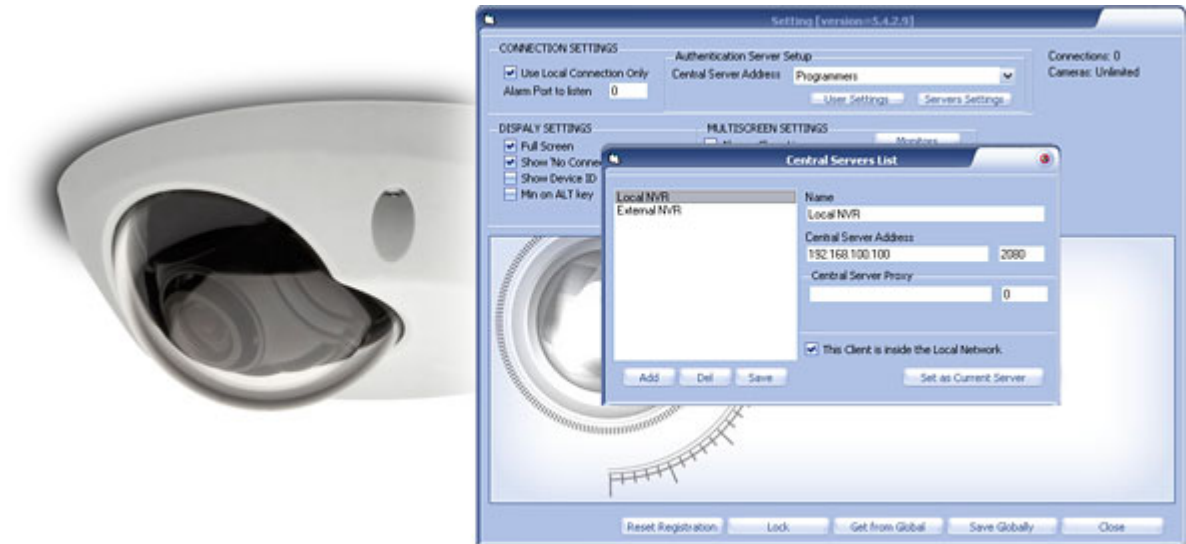 Setting [version=5.4.2.9]
CONNECTION SETTINGS
Use Local Connection Only
Alarm Port to listen 0
Authentication Server Setup
Central Server Address Programmers
User Settings Servers Settings
Connections: 0
Cameras: Unlimited
DISPALY SETTINGS
Full Screen
Show 'No Connec
Show Device ID
Min on ALT key
MULTISCREEN SETTINGS
Monitors
Central Servers List
Local NVR
External NVR
Name
Local NVR
Central Server Address
192.168.100.100 2080
Central Server Proxy
0
This Client is inside the Local Network
Add Del Save Set as Current Server
Reset Registration Lock Get from Global Save Globally Close